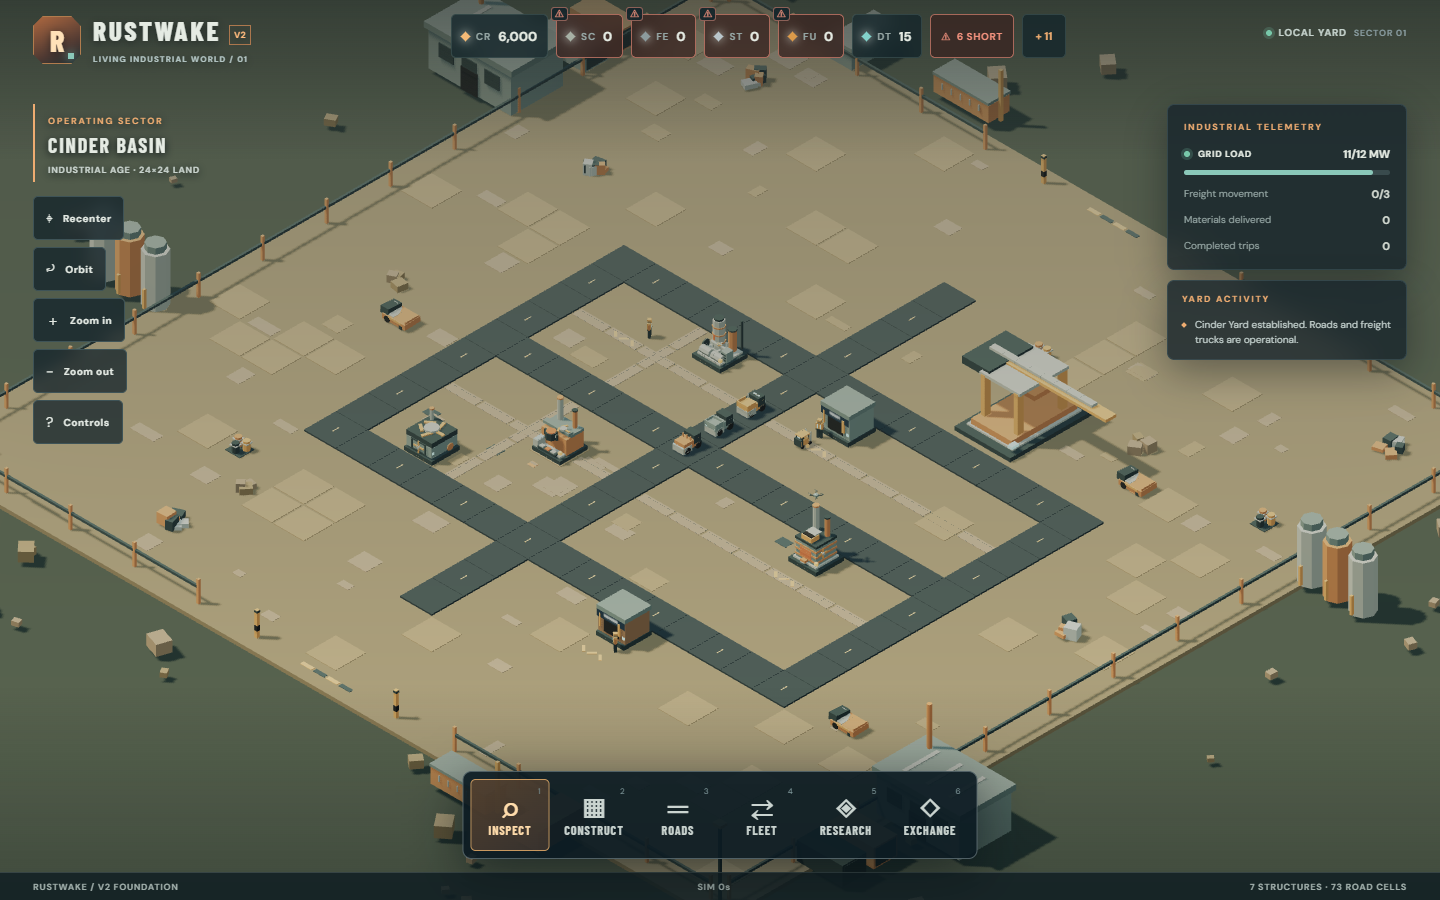 R
RUSTWAKE V2
LIVING INDUSTRIAL WORLD / 01
CR 6,000
SC 0
FE 0
ST 0
FU 0
DT 15
6 SHORT
+11
LOCAL YARD SECTOR 01
OPERATING SECTOR
CINDER BASIN
INDUSTRIAL AGE · 24×24 LAND
Recenter
Orbit
+ Zoom in
− Zoom out
? Controls
INDUSTRIAL TELEMETRY
GRID LOAD 11/12 MW
Freight movement 0/3
Materials delivered 0
Completed trips 0
YARD ACTIVITY
Cinder Yard established. Roads and freight
trucks are operational.
1
INSPECT
2
CONSTRUCT
3
ROADS
4
FLEET
5
RESEARCH
6
EXCHANGE
RUSTWAKE / V2 FOUNDATION
SIM 0s
7 STRUCTURES · 73 ROAD CELLS